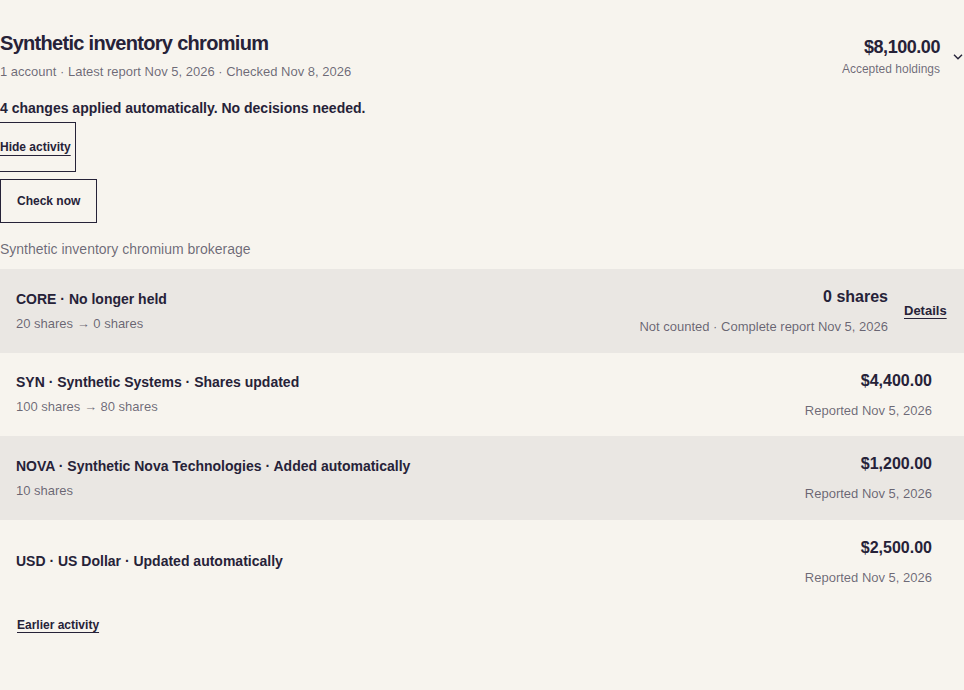 Synthetic inventory chromium
$8,100.00
1 account · Latest report Nov 5, 2026 · Checked Nov 8, 2026
Accepted holdings
4 changes applied automatically. No decisions needed.
Hide activity
Check now
Synthetic inventory chromium brokerage
CORE · No longer held
0 shares
Details
20 shares → 0 shares
Not counted · Complete report Nov 5, 2026
SYN · Synthetic Systems · Shares updated
$4,400.00
100 shares → 80 shares
Reported Nov 5, 2026
NOVA · Synthetic Nova Technologies · Added automatically
$1,200.00
10 shares
Reported Nov 5, 2026
USD · US Dollar · Updated automatically
$2,500.00
Reported Nov 5, 2026
Earlier activity